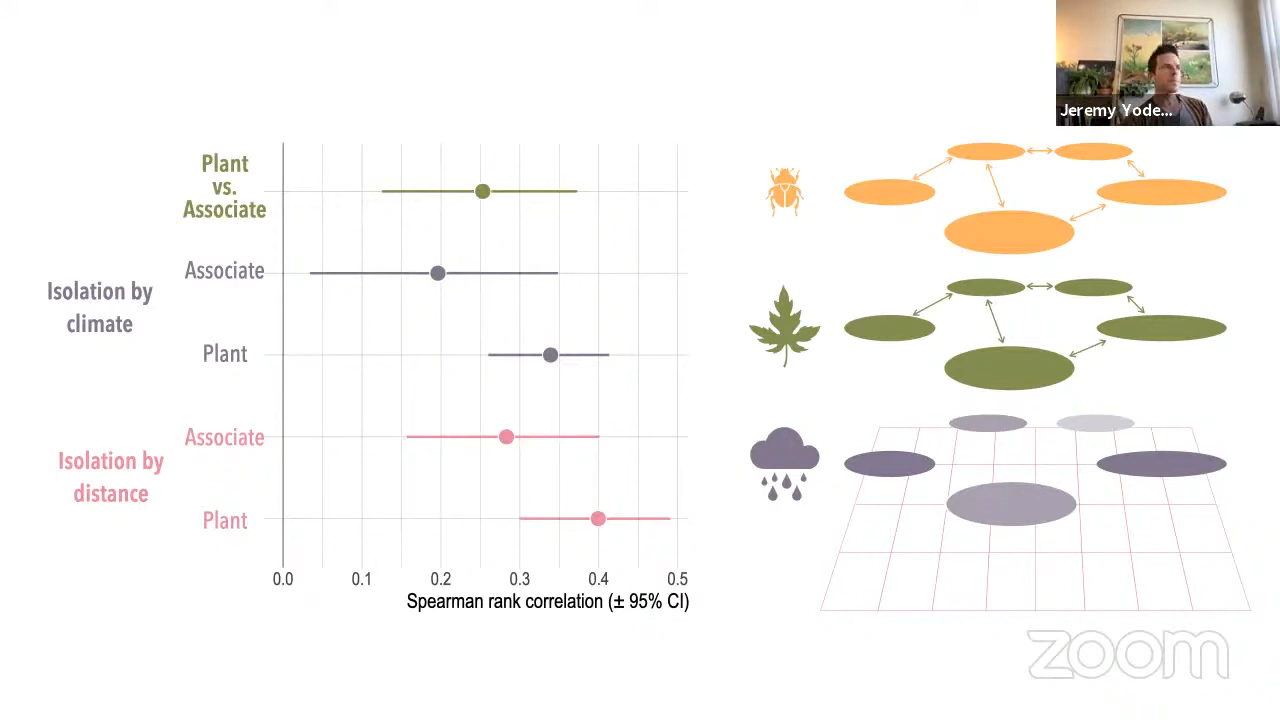 Jeremy Yode...
Plant
vs.
Associate
Isolation by
climate
Associate
Plant
Isolation by
distance
Associate
Plant
0.0 0.1 0.2 0.3 0.4 0.5
Spearman rank correlation (± 95% CI)
zoom